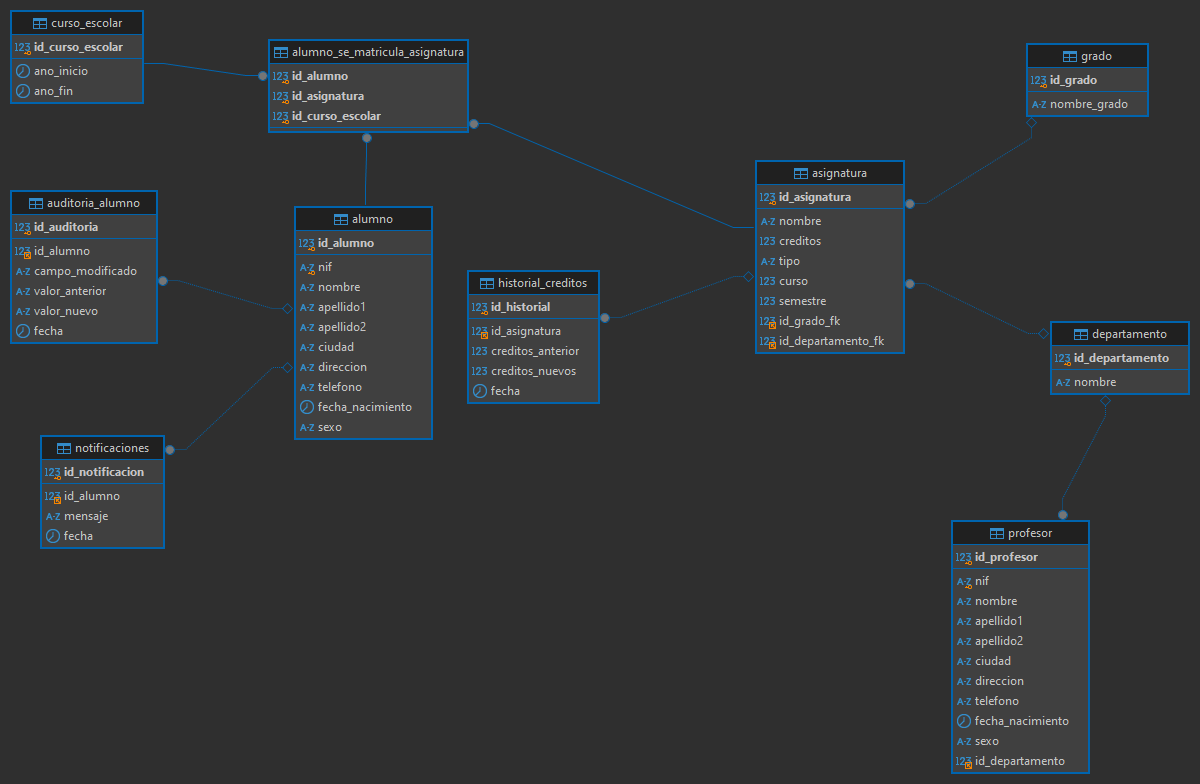 curso_escolar
123 id_curso_escolar
ano_inicio
ano_fin
alumno_se_matricula_asignatura
123 id_alumno
123 id_asignatura
123 id_curso_escolar
grado
123 id_grado
A-Z nombre_grado
asignatura
123 id_asignatura
A-Z nombre
123 creditos
A-Z tipo
123 curso
123 semestre
123 id_grado_fk
123 id_departamento_fk
auditoria_alumno
123 id_auditoria
123 id_alumno
A-Z campo_modificado
A-Z valor_anterior
A-Z valor_nuevo
fecha
alumno
123 id_alumno
A-Z nif
A-Z nombre
A-Z apellido1
A-Z apellido2
A-Z ciudad
A-Z direccion
A-Z telefono
fecha_nacimiento
A-Z sexo
historial_creditos
123 id_historial
123 id_asignatura
123 creditos_anterior
123 creditos_nuevos
fecha
departamento
123 id_departamento
A-Z nombre
notificaciones
123 id_notificacion
123 id_alumno
A-Z mensaje
fecha
profesor
123 id_profesor
A-Z nif
A-Z nombre
A-Z apellido1
A-Z apellido2
A-Z ciudad
A-Z direccion
A-Z telefono
fecha_nacimiento
A-Z sexo
123 id_departamento